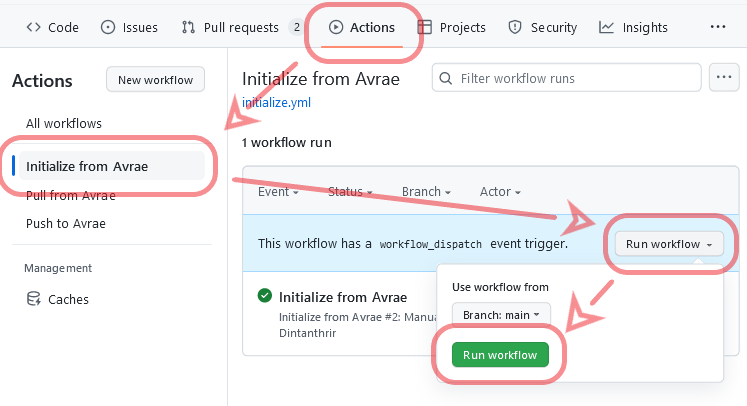 Code Issues Pull requests 2 Actions Projects Security Insights ...
Actions
New workflow
All workflows
Initialize from Avrae
Pull from Avrae
Push to Avrae
Management
Caches
Initialize from Avrae
initialize.yml
Filter workflow runs
...
1 workflow run
Event Status Branch Actor
This workflow has a workflow_dispatch event trigger.
Run workflow
Use workflow from
Branch: main
Run workflow
Initialize from Avrae
Initialize from Avrae #2: Manua
Dintanthrir